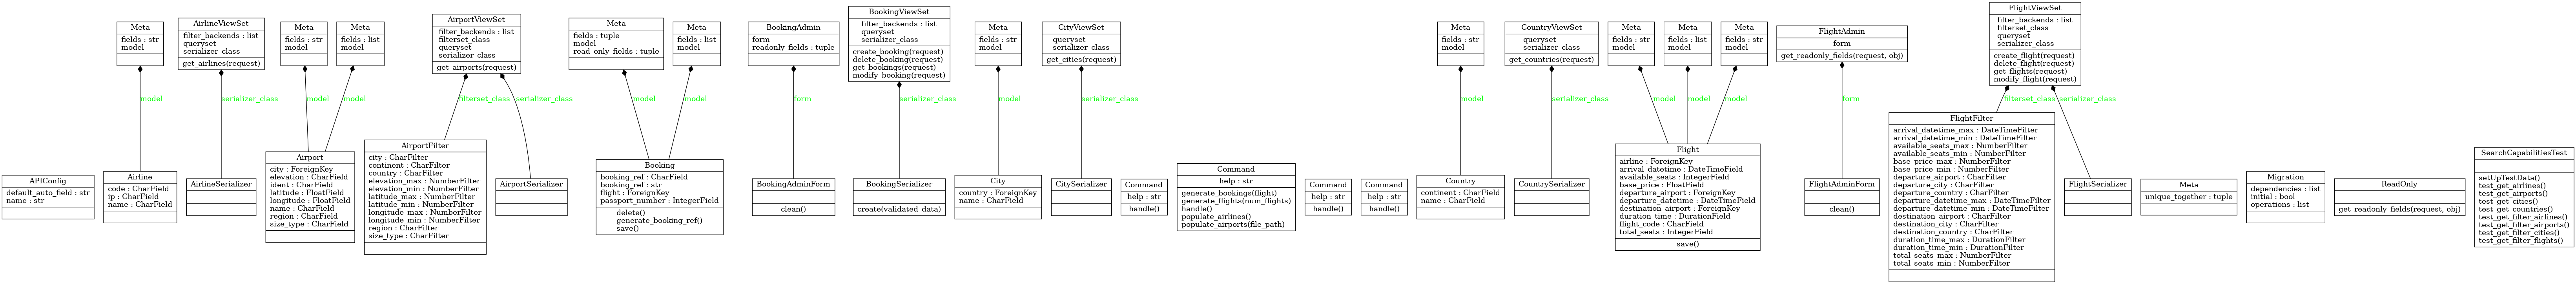 Meta
fields : str
model
AirlineViewSet
filter_backends : list
queryset
serializer_class
get_airlines(request)
Meta
fields : str
model
Meta
fields : list
model
AirportViewSet
filter_backends : list
filterset_class
queryset
serializer_class
get_airports(request)
Meta
fields : tuple
model
read_only_fields : tuple
Meta
fields : list
model
BookingAdmin
form
readonly_fields : tuple
BookingViewSet
filter_backends : list
queryset
serializer_class
create_booking(request)
delete_booking(request)
get_bookings(request)
modify_booking(request)
Meta
fields : str
model
CityViewSet
queryset
serializer_class
get_cities(request)
Meta
fields : str
model
CountryViewSet
queryset
serializer_class
get_countries(request)
Meta
fields : str
model
Meta
fields : list
model
Meta
fields : str
model
FlightAdmin
form
get_readonly_fields(request, obj)
FlightViewSet
filter_backends : list
filterset_class
queryset
serializer_class
create_flight(request)
delete_flight(request)
get_flights(request)
modify_flight(request)
model
serializer_class
model
model
filterset_class
serializer_class
model
model
form
serializer_class
model
serializer_class
model
serializer_class
model
model
model
form
filterset_class
serializer_class
APIConfig
default_auto_field : str
name : str
Airline
code : CharField
ip : CharField
name : CharField
AirlineSerializer
Airport
city : ForeignKey
elevation : CharField
ident : CharField
latitude : FloatField
longitude : FloatField
name : CharField
region : CharField
size_type : CharField
AirportFilter
city : CharFilter
continent : CharFilter
country : CharFilter
elevation_max : NumberFilter
elevation_min : NumberFilter
latitude_max : NumberFilter
latitude_min : NumberFilter
longitude_max : NumberFilter
longitude_min : NumberFilter
region : CharFilter
size_type : CharFilter
AirportSerializer
Booking
booking_ref : CharField
booking_ref : str
flight : ForeignKey
passport_number : IntegerField
delete()
generate_booking_ref()
save()
BookingAdminForm
clean()
BookingSerializer
create(validated_data)
City
country : ForeignKey
name : CharField
CitySerializer
Command
help : str
handle()
Command
help : str
generate_bookings(flight)
generate_flights(num_flights)
handle()
populate_airlines()
populate_airports(file_path)
Command
help : str
handle()
Command
help : str
handle()
Country
continent : CharField
name : CharField
CountrySerializer
Flight
airline : ForeignKey
arrival_datetime : DateTimeField
available_seats : IntegerField
base_price : FloatField
departure_airport : ForeignKey
departure_datetime : DateTimeField
destination_airport : ForeignKey
duration_time : DurationField
flight_code : CharField
total_seats : IntegerField
save()
FlightAdminForm
clean()
FlightFilter
arrival_datetime_max : DateTimeFilter
arrival_datetime_min : DateTimeFilter
available_seats_max : NumberFilter
available_seats_min : NumberFilter
base_price_max : NumberFilter
base_price_min : NumberFilter
departure_airport : CharFilter
departure_city : CharFilter
departure_country : CharFilter
departure_datetime_max : DateTimeFilter
departure_datetime_min : DateTimeFilter
destination_airport : CharFilter
destination_city : CharFilter
destination_country : CharFilter
duration_time_max : DurationFilter
duration_time_min : DurationFilter
total_seats_max : NumberFilter
total_seats_min : NumberFilter
FlightSerializer
Meta
unique_together : tuple
Migration
dependencies : list
initial : bool
operations : list
ReadOnly
get_readonly_fields(request, obj)
SearchCapabilitiesTest
setUpTestData()
test_get_airlines()
test_get_airports()
test_get_cities()
test_get_countries()
test_get_filter_airlines()
test_get_filter_airports()
test_get_filter_cities()
test_get_filter_flights()